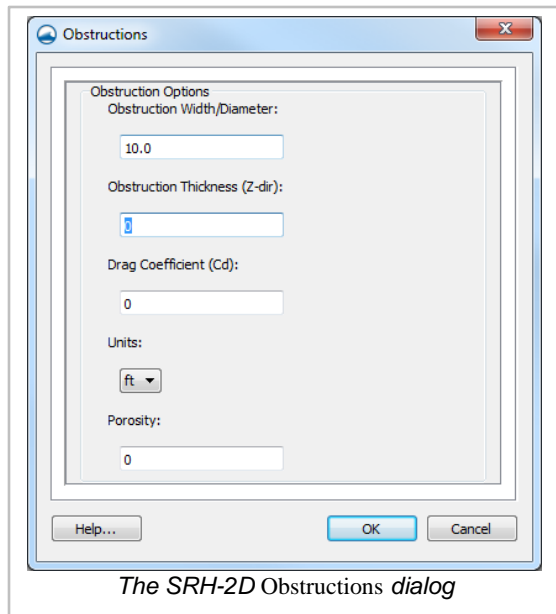 Obstructions
Obstruction Options
Obstruction Width/Diameter:
10.0
Obstruction Thickness (Z-dir):
0
Drag Coefficient (Cd):
0
Units:
ft
Porosity:
0
Help...
OK
Cancel
The SRH-2D Obstructions dialog